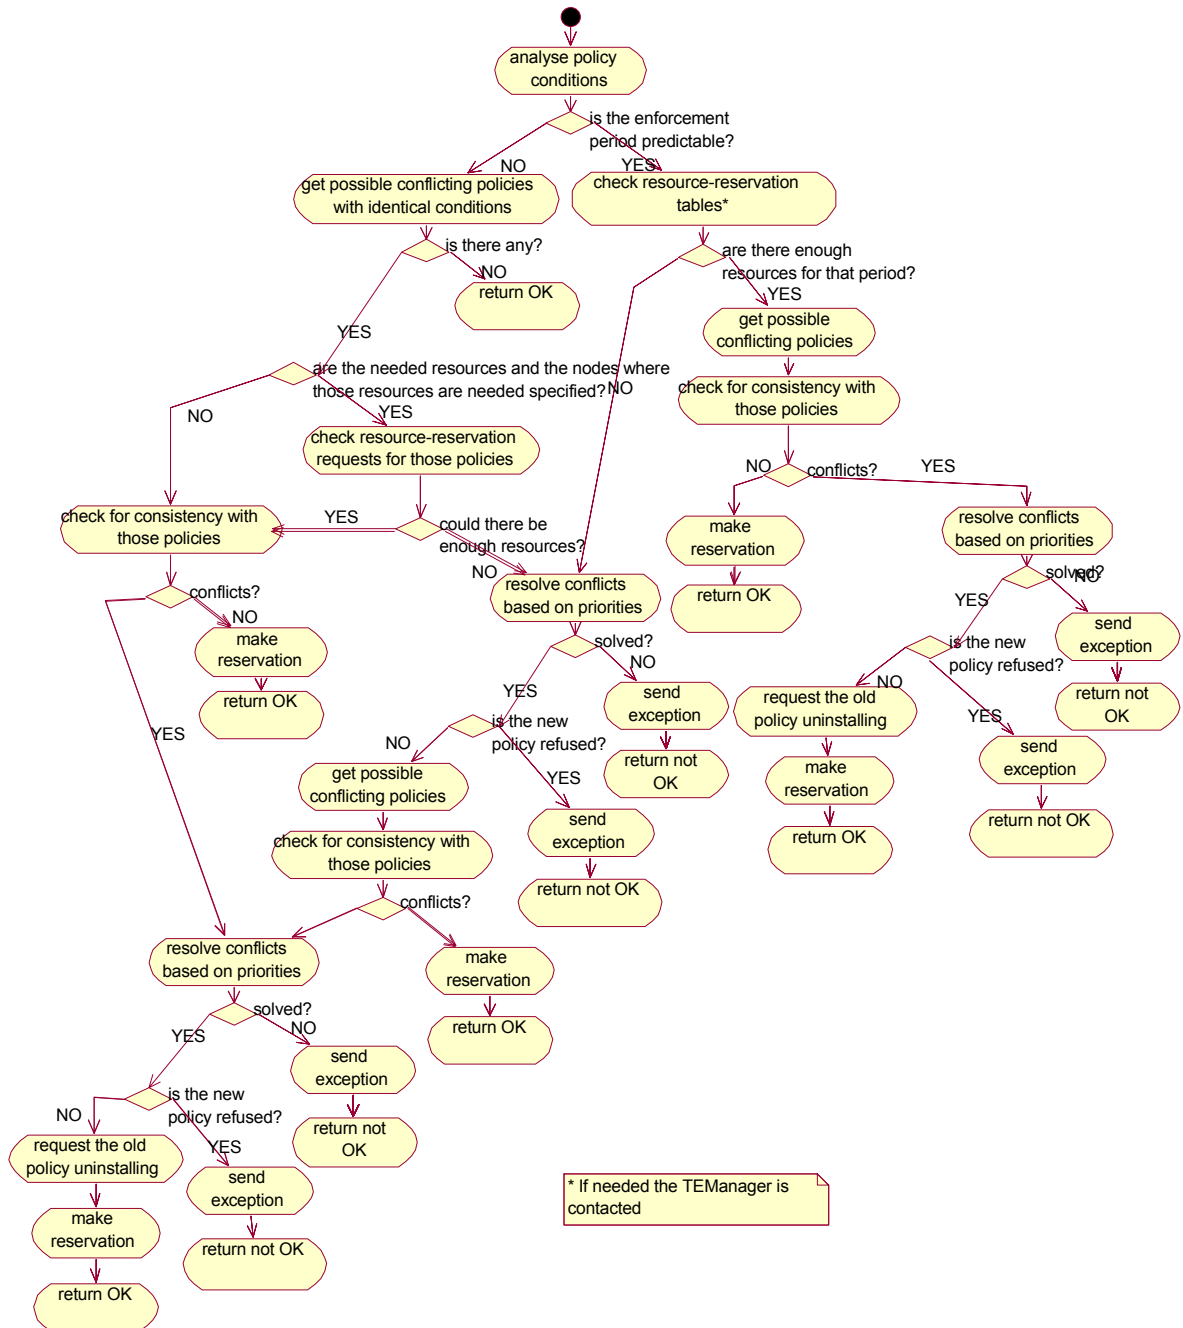 analyse policy
conditions
is the enforcement
period predictable?
NO
YES
get possible conflicting policies
with identical conditions
check resource-reservation
tables*
is there any?
are there enough
resources for that period?
NO
return OK
YES
get possible
conflicting policies
YES
are the needed resources and the nodes where
those resources are needed specified?
NO
check for consistency with
those policies
NO
YES
check resource-reservation
requests for those policies
NO
conflicts?
YES
check for consistency with
those policies
YES
could there be
enough resources?
NO
make
reservation
return OK
resolve conflicts
based on priorities
resolve conflicts
based on priorities
solved?
NO
YES
conflicts?
NO
make
reservation
return OK
YES
send
exception
return not
OK
is the new
policy refused?
NO
request the old
policy uninstalling
make
reservation
return OK
YES
send
exception
return not OK
solved?
NO
send
exception
return not
OK
YES
is the new
policy refused?
NO
get possible
conflicting policies
YES
send
exception
return not OK
check for consistency with
those policies
conflicts?
make
reservation
return OK
resolve conflicts
based on priorities
solved?
NO
YES
send
exception
return not
OK
is the new
policy refused?
NO
request the old
policy uninstalling
make
reservation
return OK
YES
send
exception
return not OK
* If needed the TEManager is
contacted